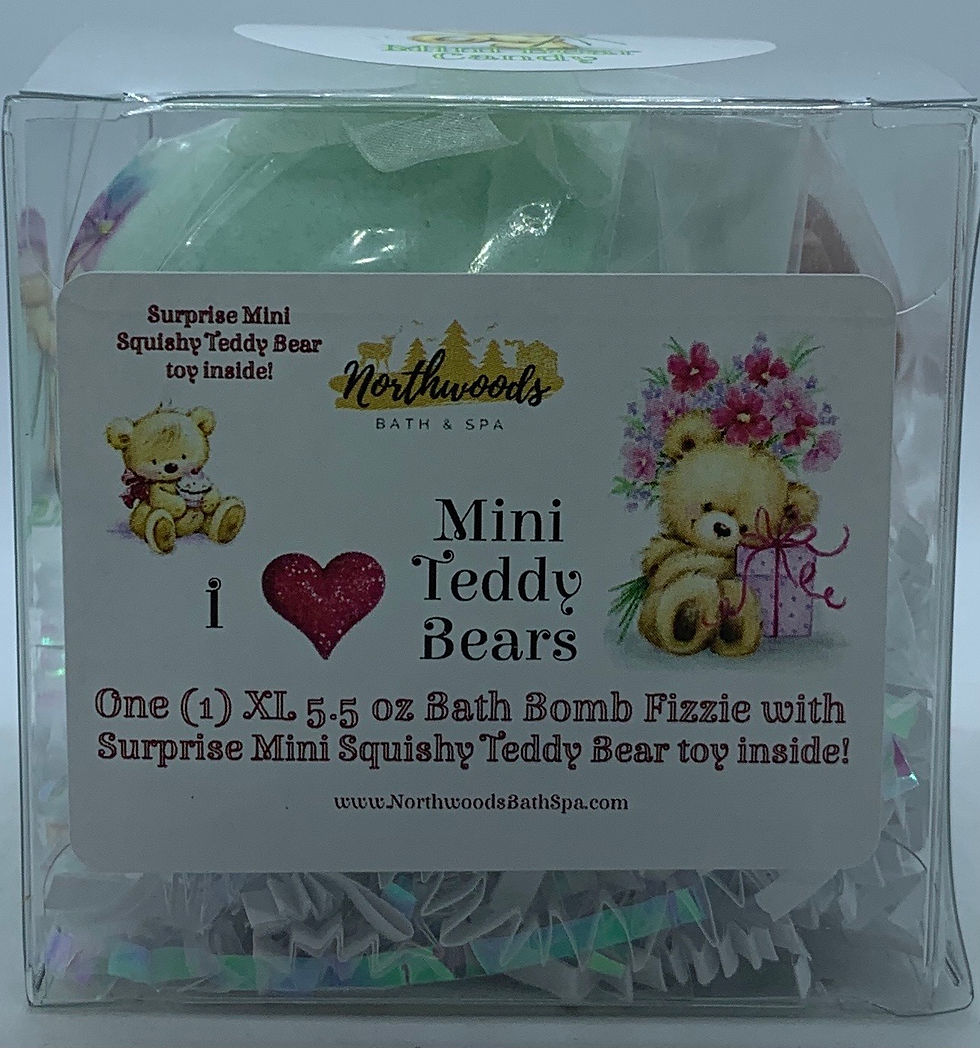 Candy
Surprise Mini
Squishy Teddy Bear
toy inside!
Northwoods
BATH & SPA
I
Mini
Teddy
Bears
One (1) XL 5.5 oz Bath Bomb Fizzie with
Surprise Mini Squishy Teddy Bear toy inside!
www.NorthwoodsBathSpa.com